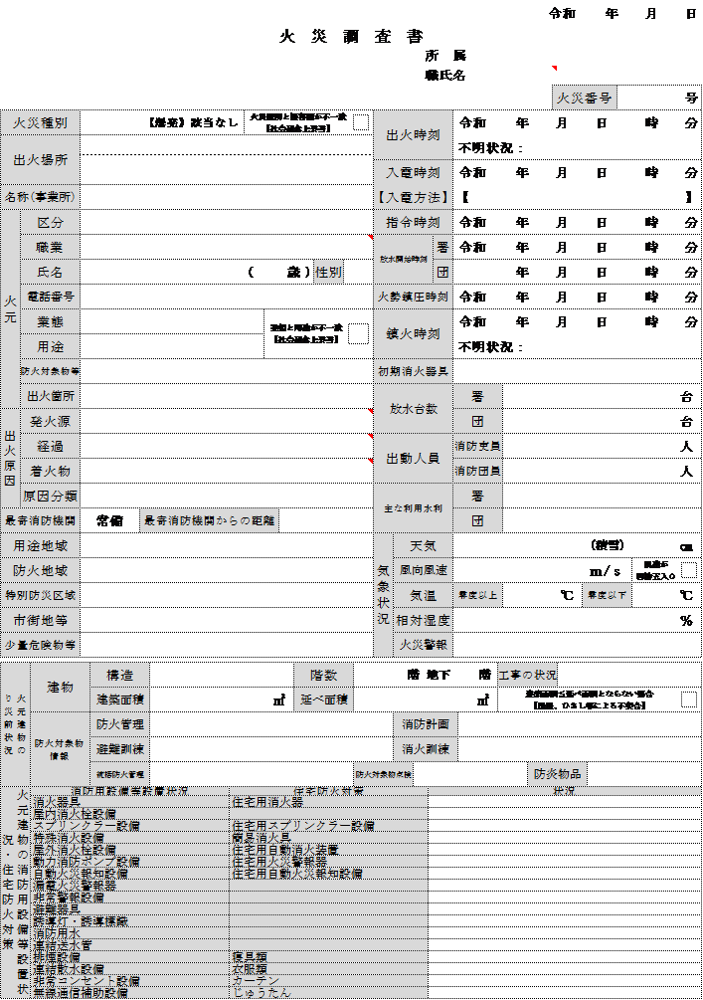 令和　　年　　月　　日
火　災　調　査　書
所　属
職氏名
火災番号　　号
火災種別　【爆発】該当なし
出火時刻　令和　　年　　月　　日　　時　　分
不明状況：
出火場所
入電時刻　令和　　年　　月　　日　　時　　分
名称(事業所)　【入電方法】【　　】
火元
区分　指令時刻　令和　　年　　月　　日　　時　　分
職業　放水開始時刻　署　令和　　年　　月　　日　　時　　分
氏名　（　　歳）性別　団　　年　　月　　日　　時　　分
電話番号　火勢鎮圧時刻　令和　　年　　月　　日　　時　　分
業態　鎮火時刻　令和　　年　　月　　日　　時　　分
用途　不明状況：
防火対象物等　初期消火器具
出火箇所　放水台数　署　台
出火原因
発火源　団　台
経過　出動人員　消防吏員　人
着火物　消防団員　人
原因分類　主な利用水利　署
最寄消防機関　常備　最寄消防機関からの距離　団
用途地域　気象状況　天気　（積雪）　cm
防火地域　風向風速　m/s
特別防災区域　気温　零度以上　℃　零度以下　℃
市街地等　相対湿度　％
少量危険物等　火災警報
火元建物のり災前状況
建物　構造　階数　階 地下　階　工事の状況
建築面積　㎡　延べ面積　㎡
防火対象物情報　防火管理　消防計画
避難訓練　消火訓練
統括防火管理　防火対象物点検　防炎物品
火元建物の消防用設備等設置状況・住宅防火対策
消防用設備等設置状況　住宅防火対策　状況
消火器具　住宅用消火器
屋内消火栓設備
スプリンクラー設備　住宅用スプリンクラー設備
特殊消火設備　簡易消火具
屋外消火栓設備　住宅用自動消火装置
動力消防ポンプ設備　住宅用火災警報器
自動火災報知設備　住宅用自動火災報知設備
漏電火災警報器
非常警報設備
避難器具
誘導灯・誘導標識
消防用水
連結送水管
排煙設備　寝具類
連結散水設備　衣服類
非常コンセント設備　カーテン
無線通信補助設備　じゅうたん